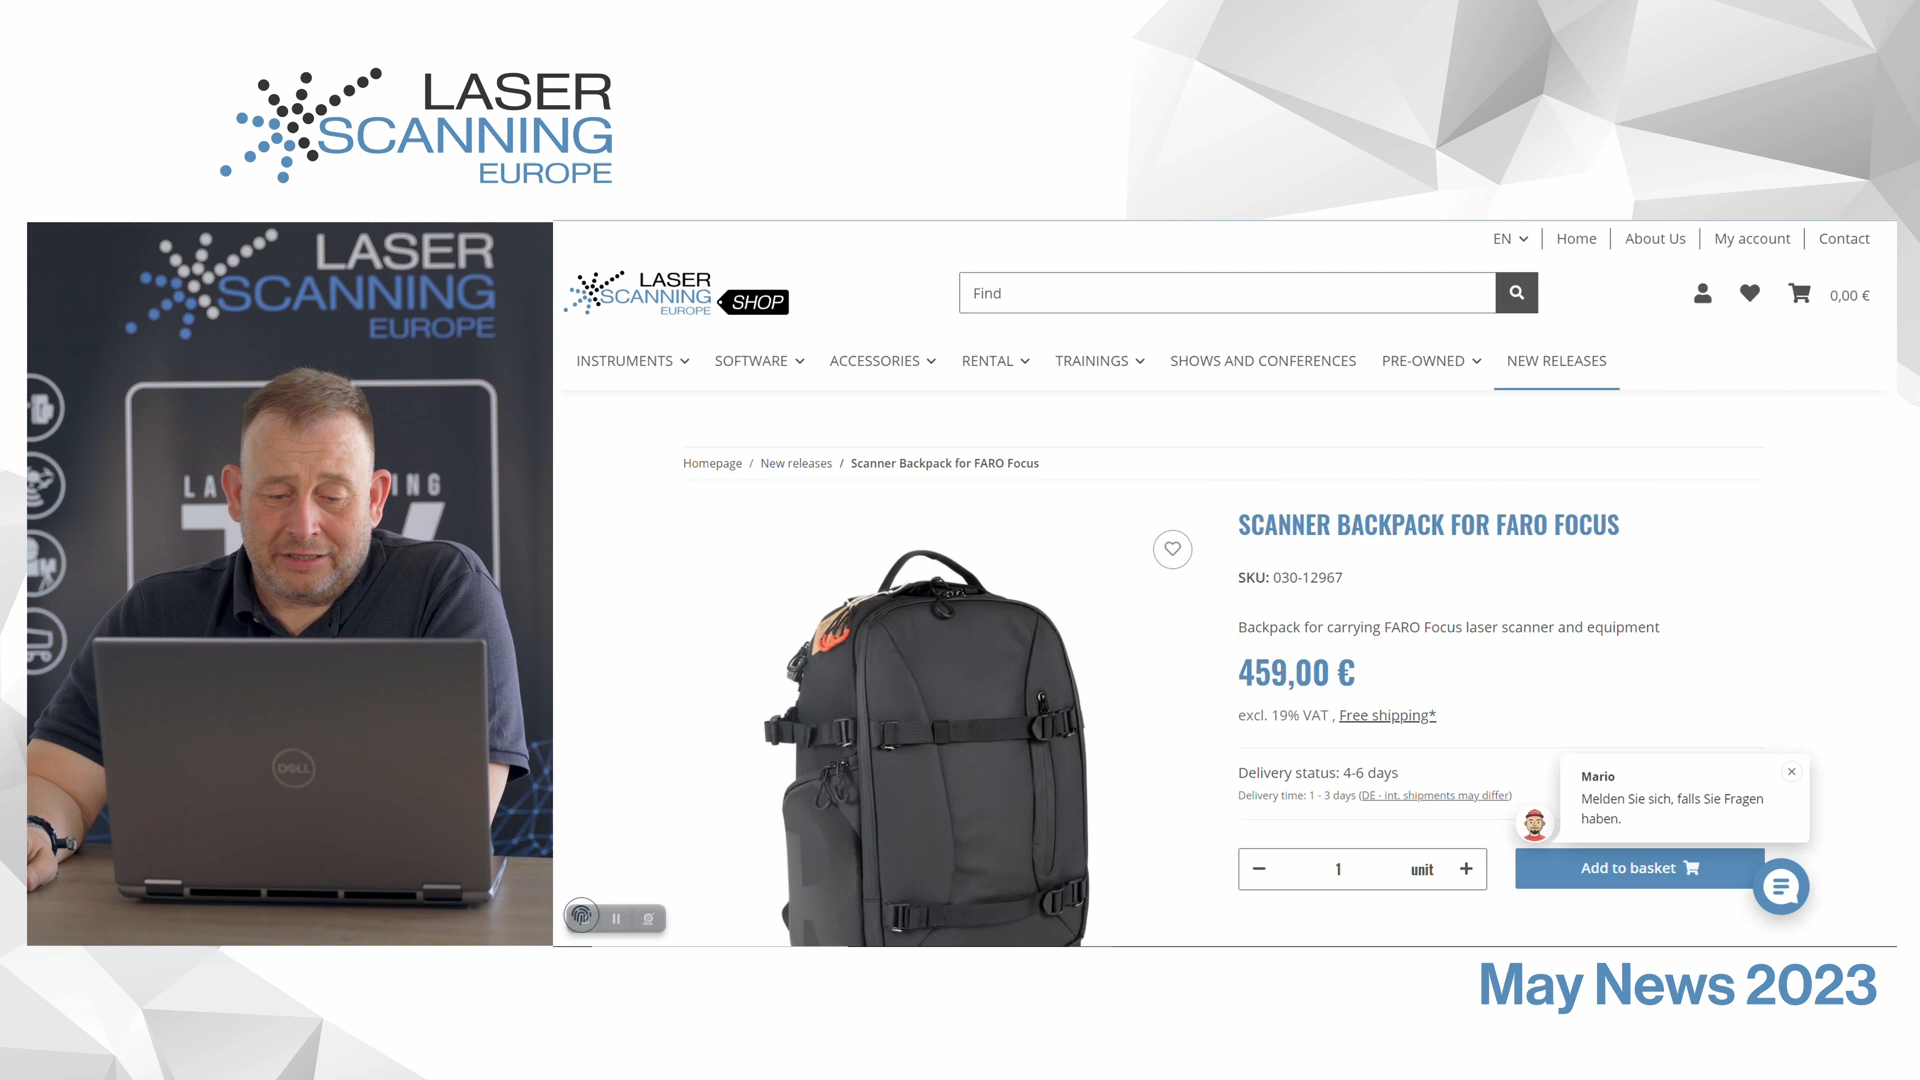 LASER
SCANNING
EUROPE
LASER
SCANNING
EUROPE
LA
ING
DELL
EN
Home
About Us
My account
Contact
LASER
SCANNING
EUROPE
SHOP
Find
0,00 €
INSTRUMENTS
SOFTWARE
ACCESSORIES
RENTAL
TRAININGS
SHOWS AND CONFERENCES
PRE-OWNED
NEW RELEASES
Homepage / New releases / Scanner Backpack for FARO Focus
SCANNER BACKPACK FOR FARO FOCUS
SKU: 030-12967
Backpack for carrying FARO Focus laser scanner and equipment
459,00 €
excl. 19% VAT , Free shipping*
Delivery status: 4-6 days
Delivery time: 1 - 3 days (DE - int. shipments may differ)
Mario
Melden Sie sich, falls Sie Fragen
haben.
− 1 unit +
Add to basket
May News 2023